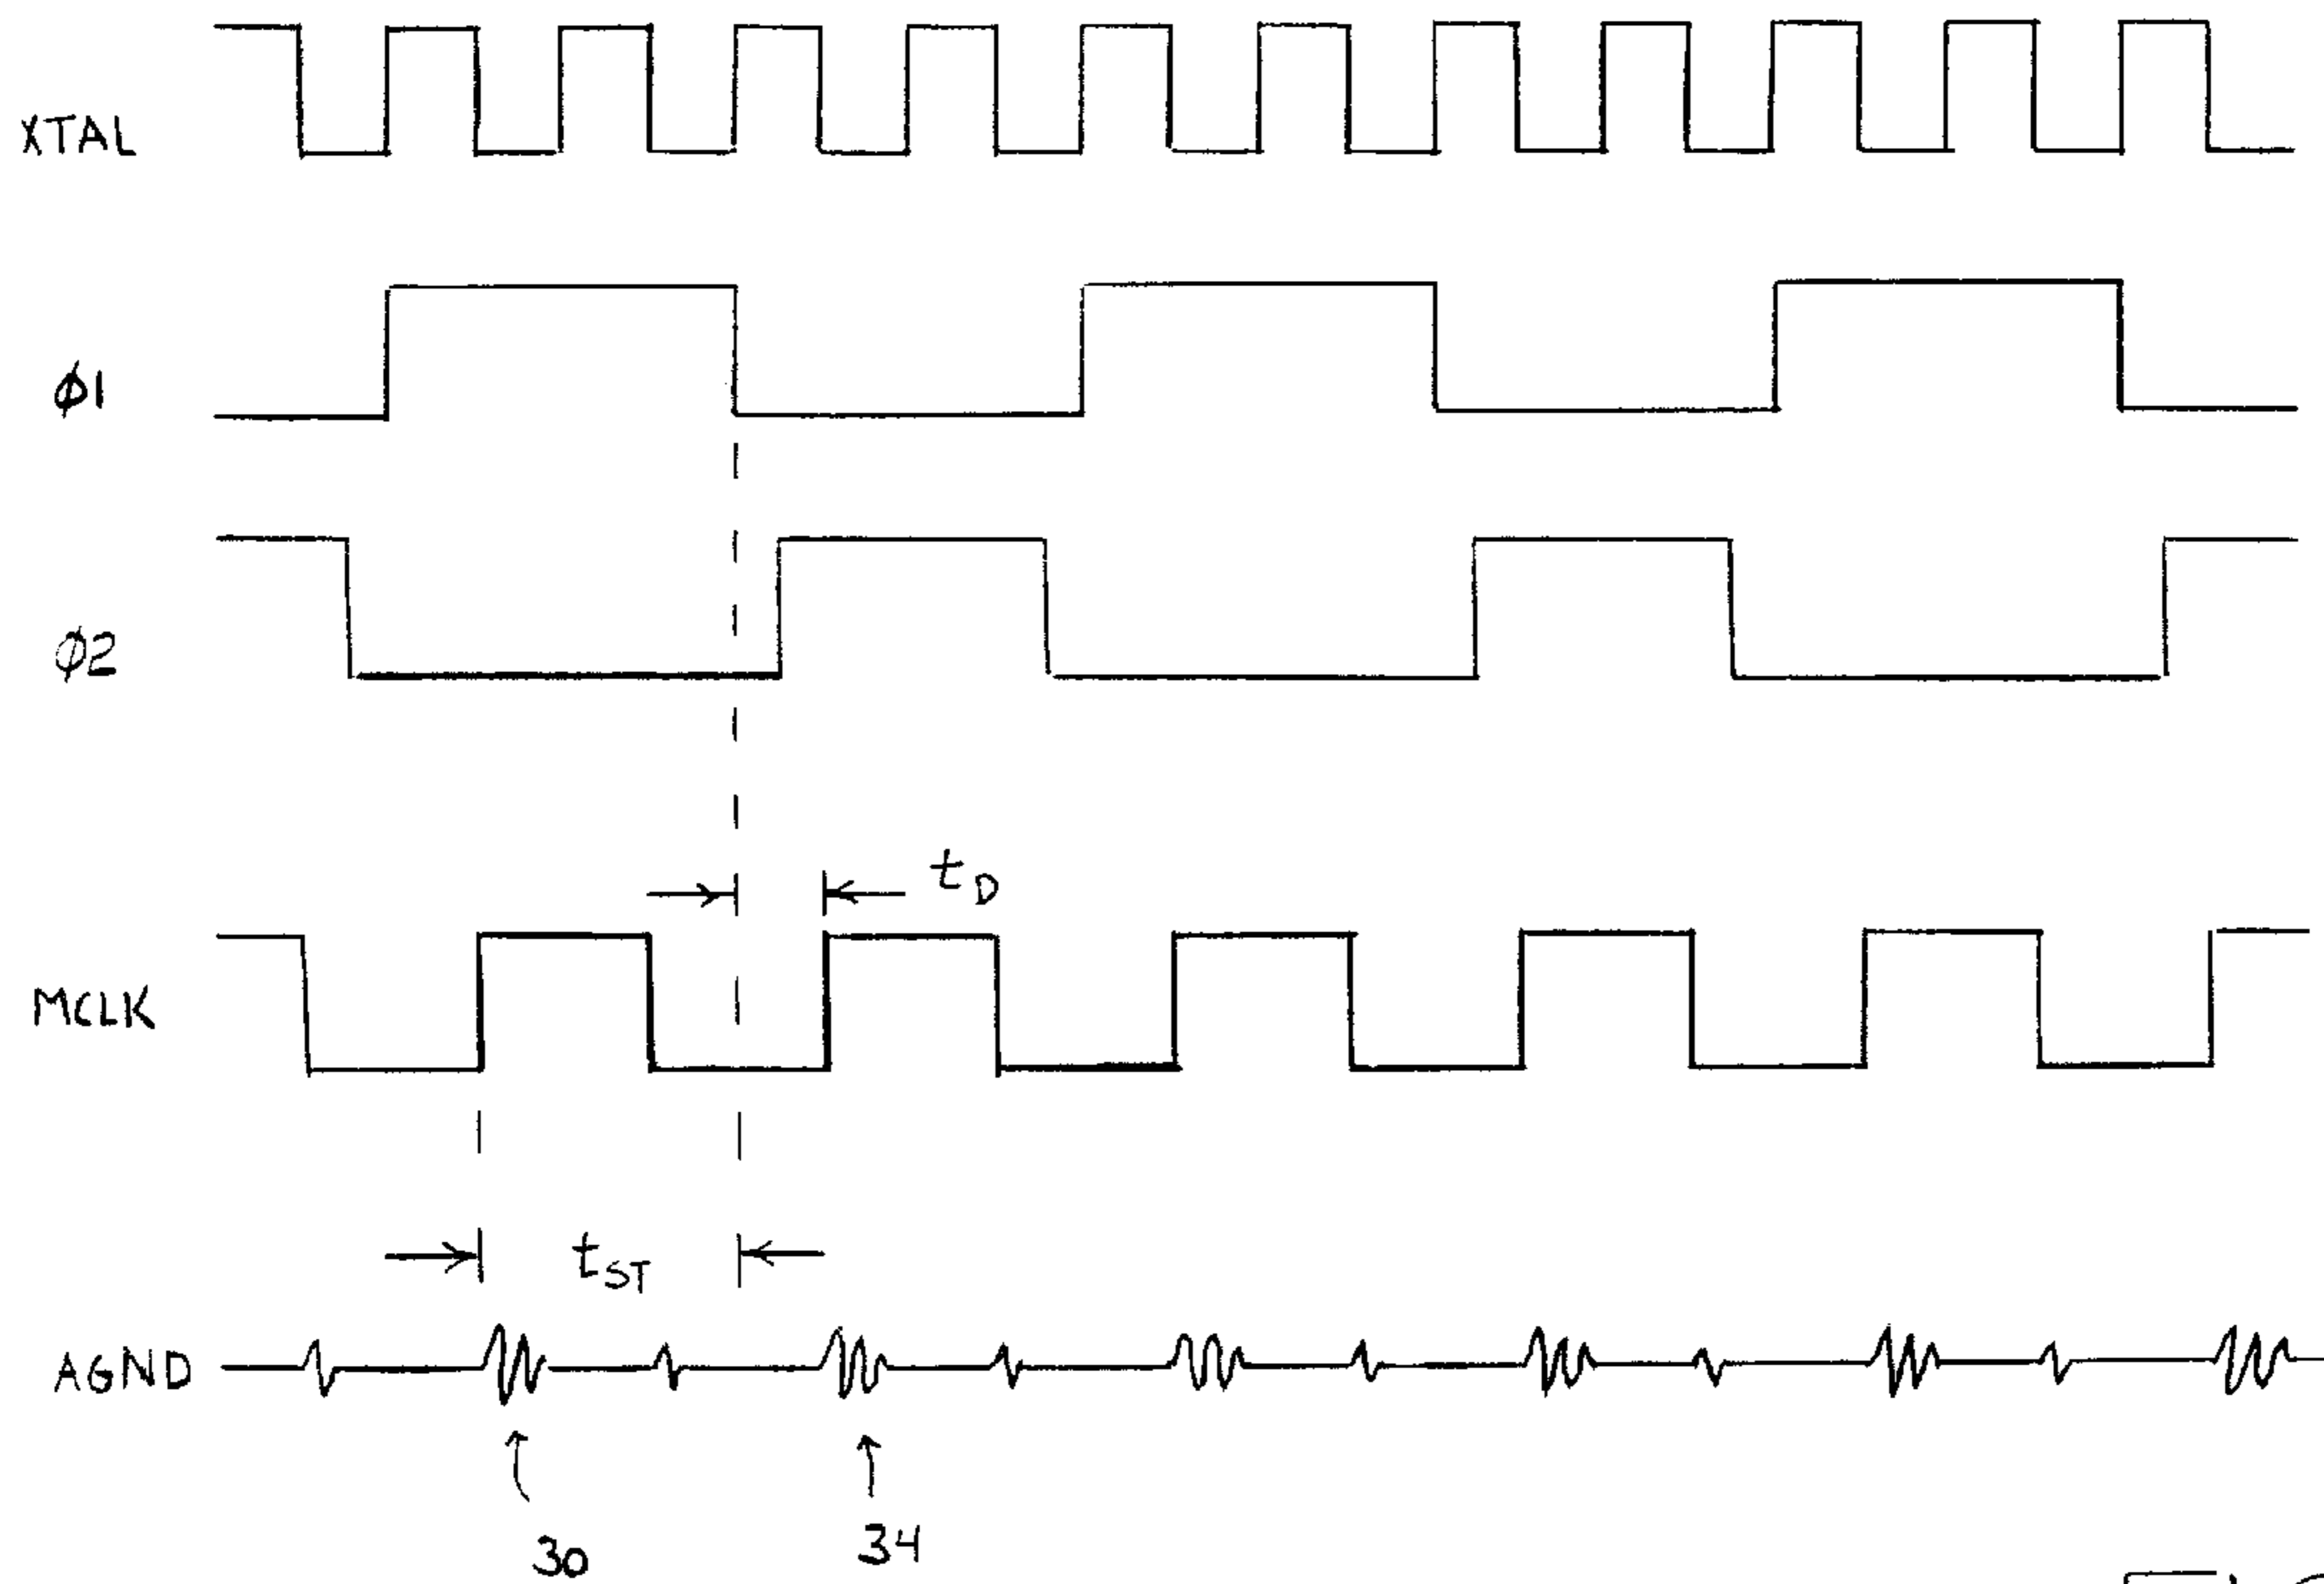 XTAL
ϕ1
ϕ2
t_D
MCLK
t_ST
AGND
30
34